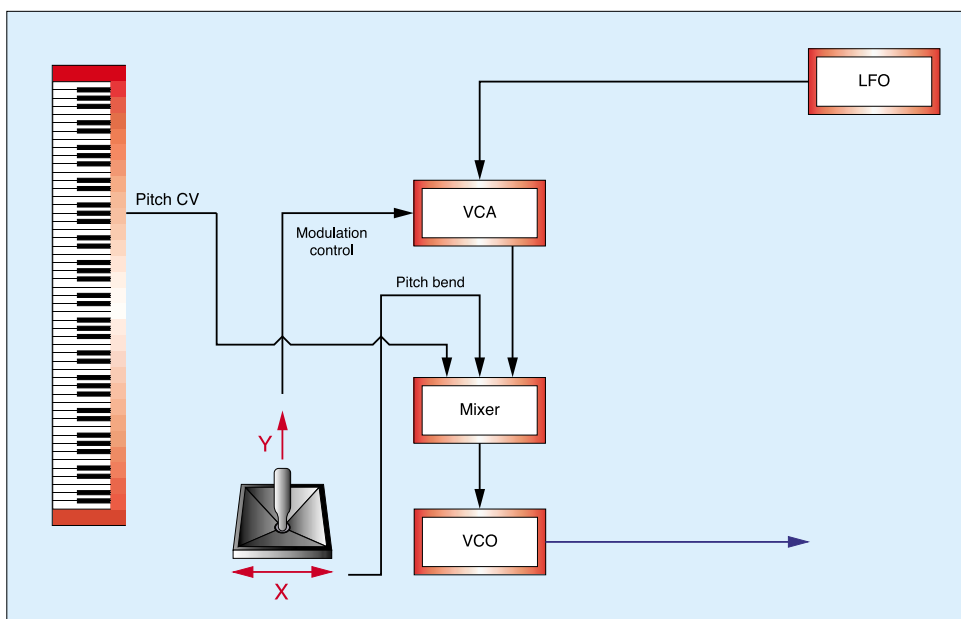 LFO
Pitch CV
VCA
Modulation
control
Pitch bend
Mixer
Y
VCO
X